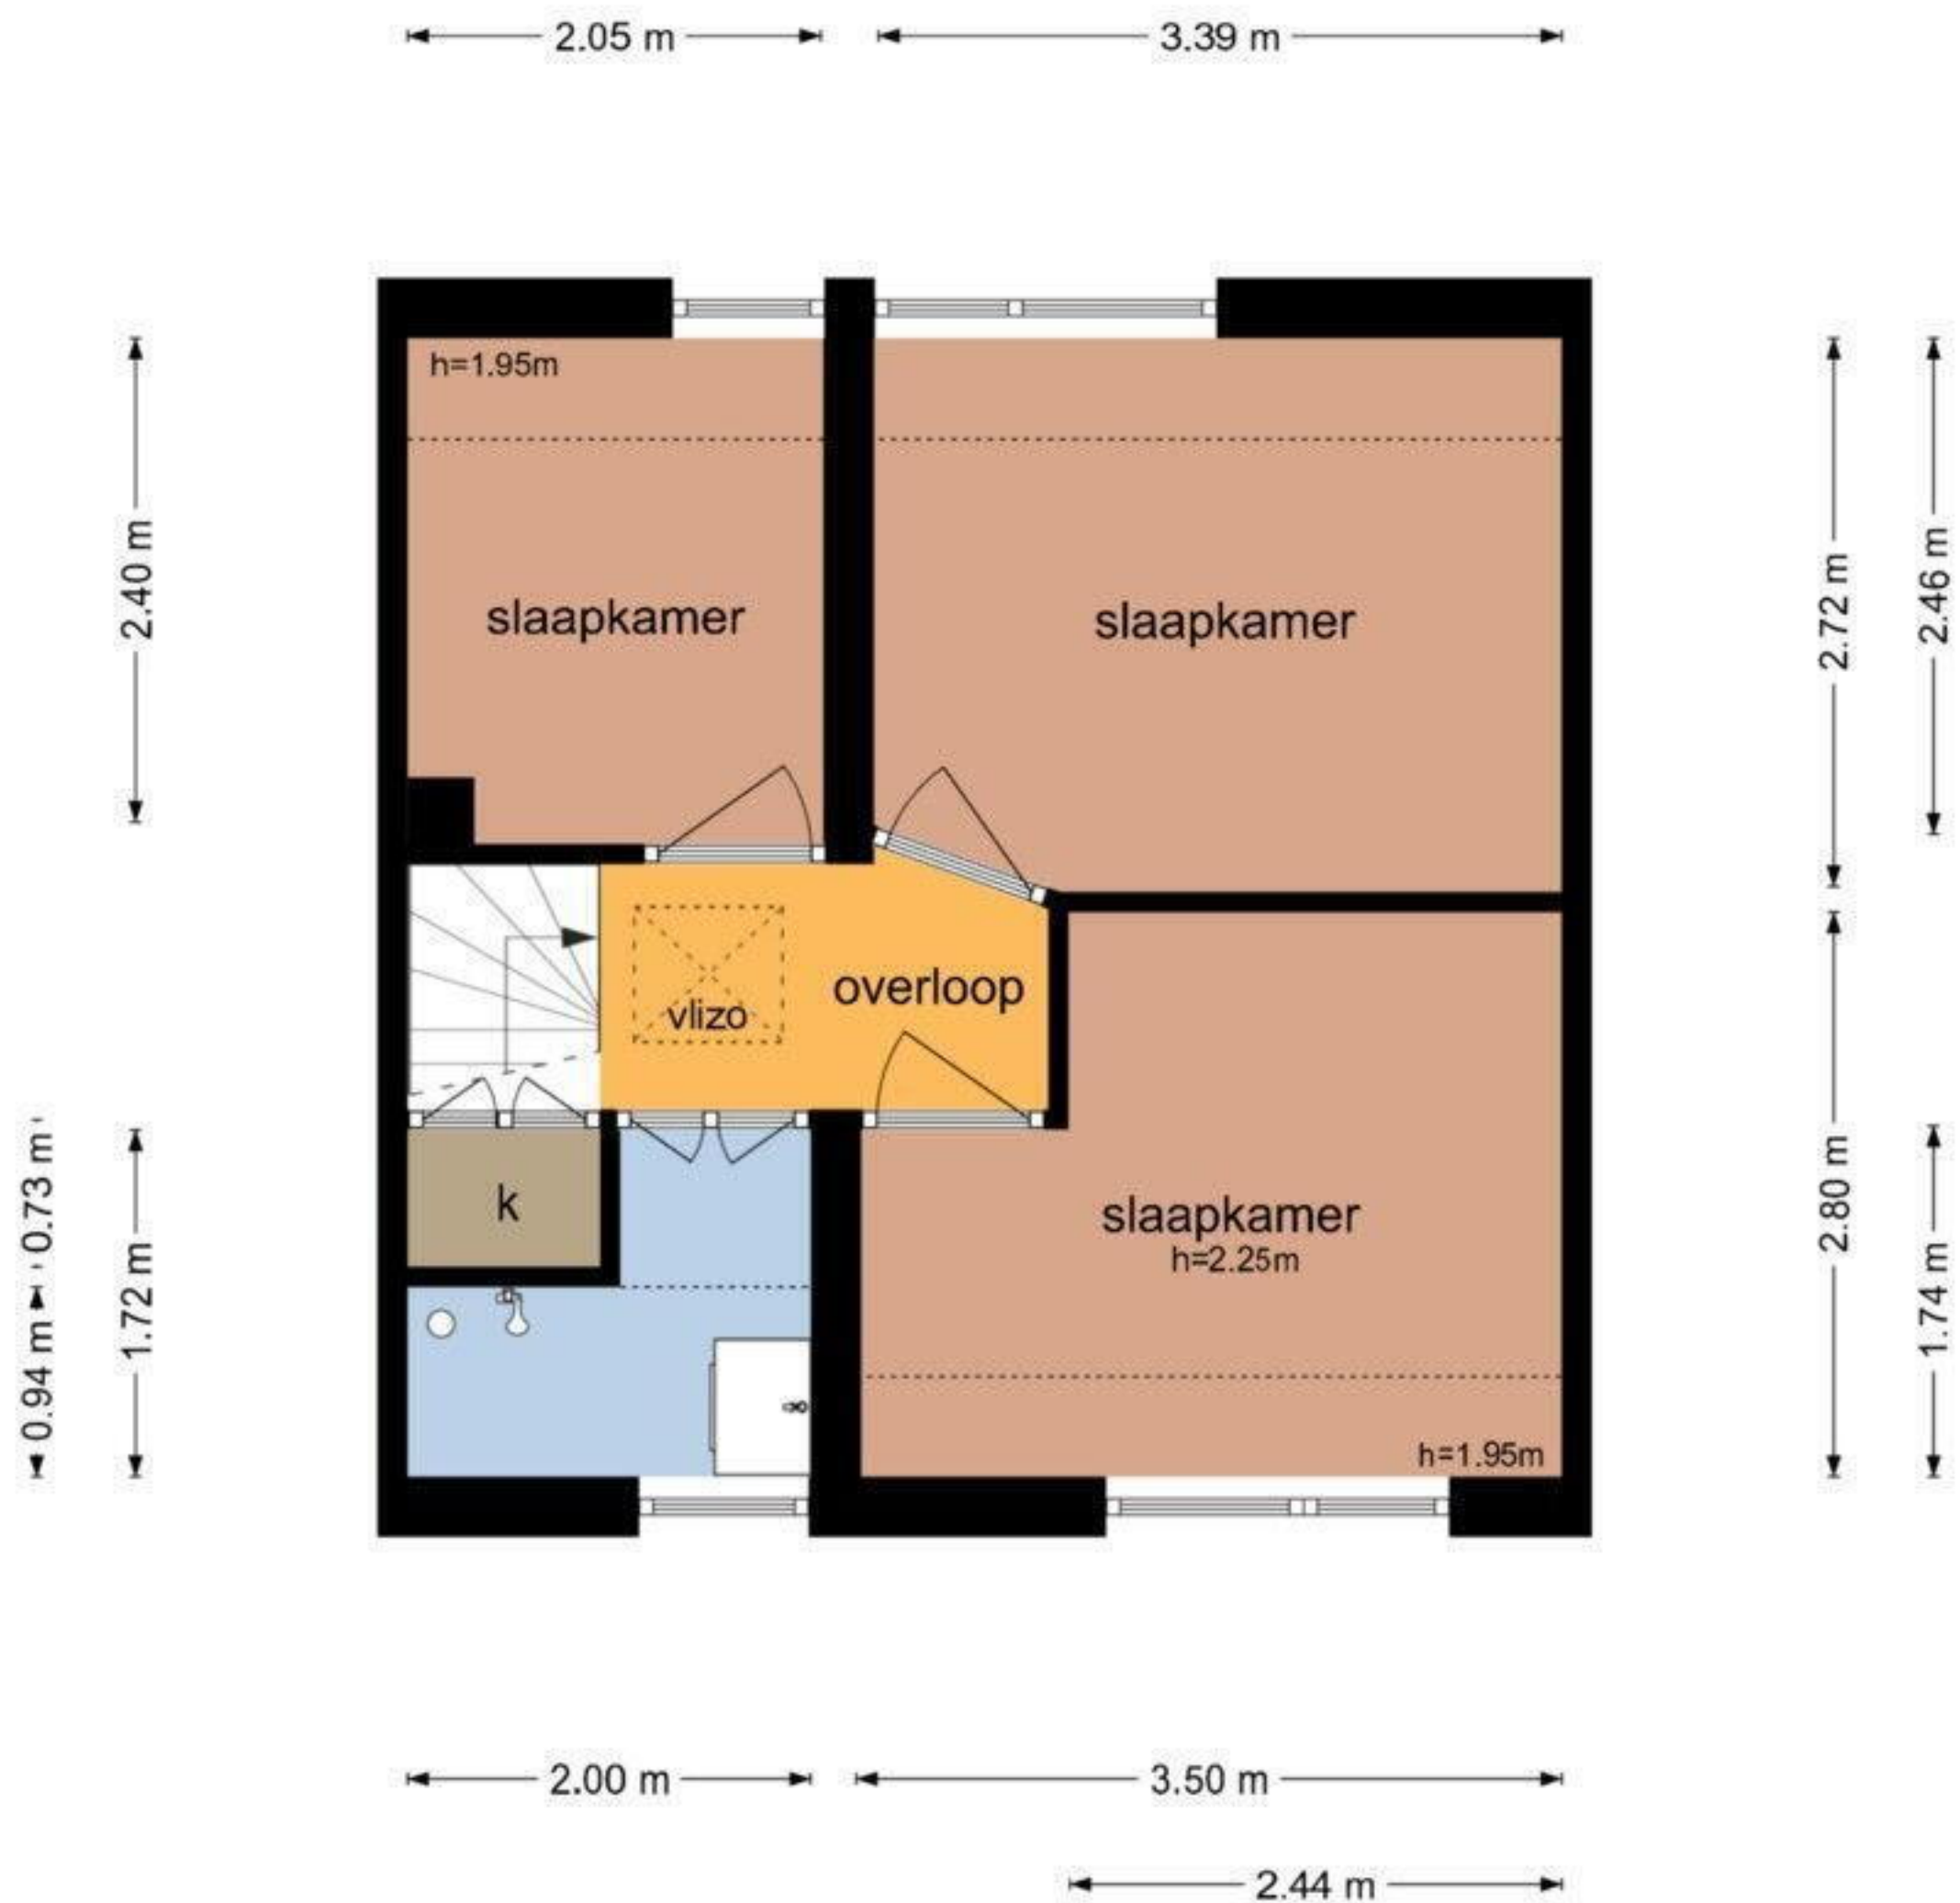 2.05 m
3.39 m
h=1.95m
2.40 m
slaapkamer
slaapkamer
2.72 m
2.46 m
overloop
vlizo
0.73 m
k
slaapkamer
h=2.25m
2.80 m
1.72 m
1.74 m
0.94 m
h=1.95m
2.00 m
3.50 m
2.44 m